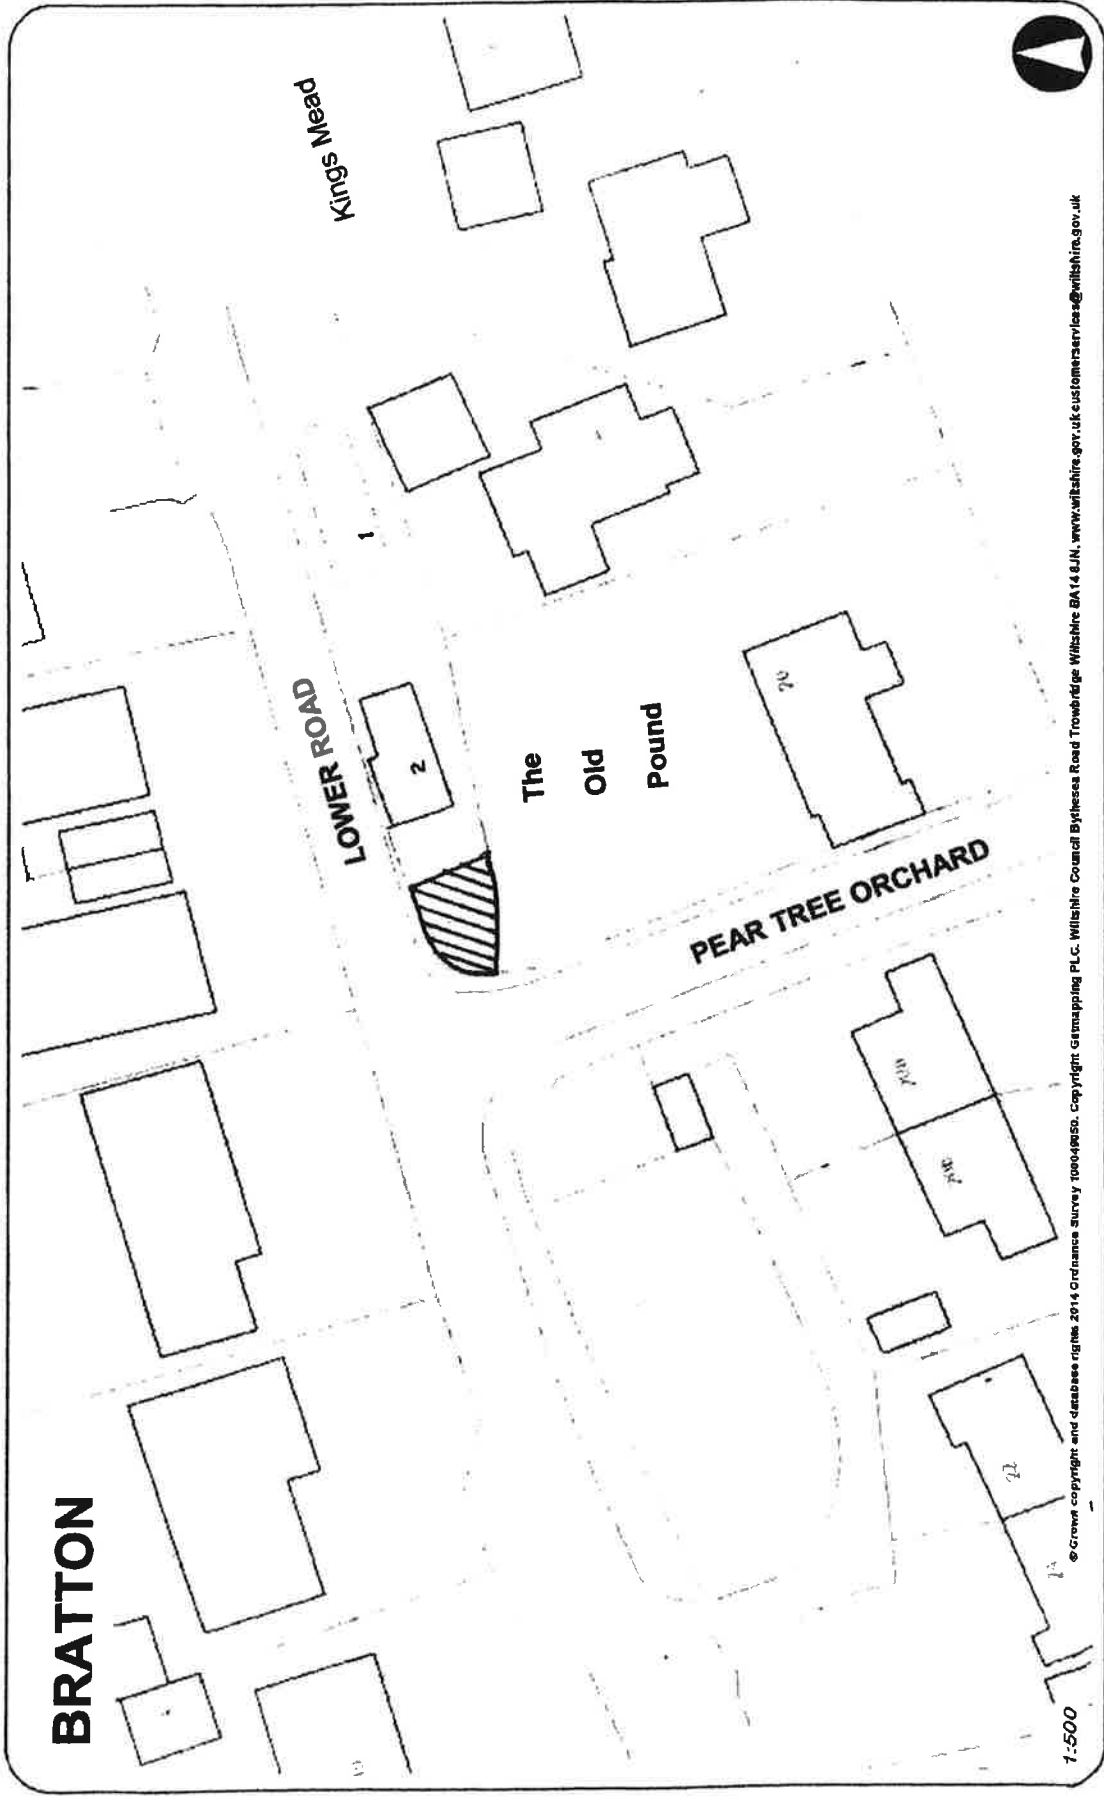 BRATTON
Kings Mead
LOWER ROAD
1
2
The
Old
Pound
20
PEAR TREE ORCHARD
22
1:500
© Crown copyright and database rights 2014 Ordnance Survey 100049050. Copyright Getmapping PLC. Wiltshire Council Bythesea Road Trowbridge Wiltshire BA14 8JN. www.wiltshire.gov.uk customerservices@wiltshire.gov.uk